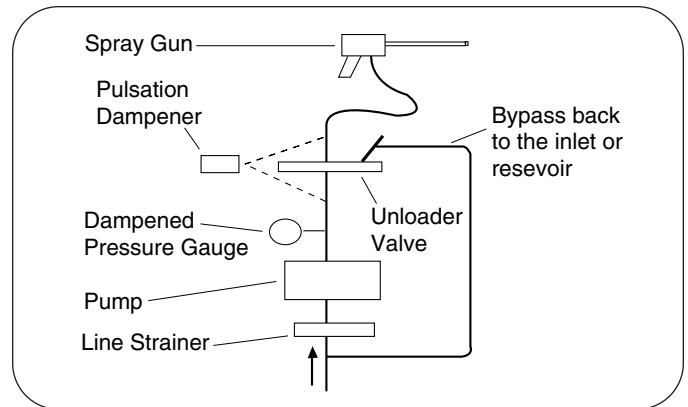 Spray Gun
Pulsation
Dampener
Bypass back
to the inlet or
resevoir
Unloader
Valve
Dampened
Pressure Gauge
Pump
Line Strainer